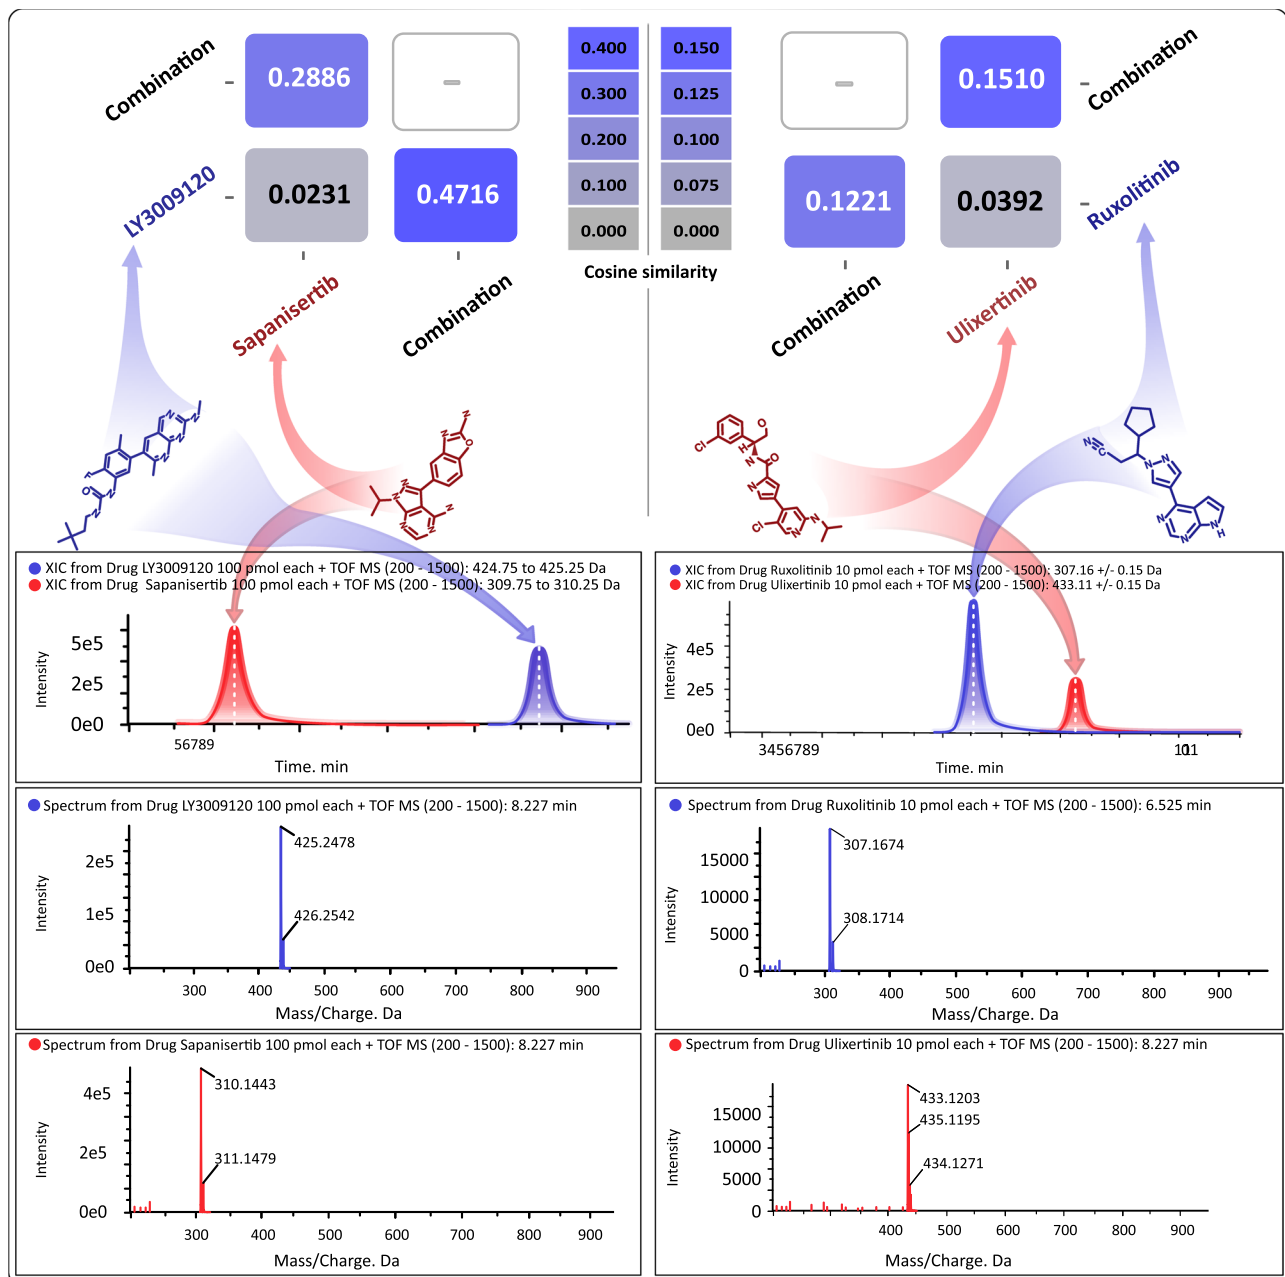 Combination
0.2886
-
0.400
0.150
-
0.1510
Combination
0.300
0.125
0.200
0.100
LY3009120
0.0231
0.4716
0.100
0.075
0.1221
0.0392
Ruxolitinib
0.000
0.000
Cosine similarity
Sapanisertib
Combination
Combination
Ulixertinib
XIC from Drug LY3009120 100 pmol each + TOF MS (200 - 1500): 424.75 to 425.25 Da
XIC from Drug Sapanisertib 100 pmol each + TOF MS (200 - 1500): 309.75 to 310.25 Da
Intensity
5e5
2e5
0e0
56789
Time. min
XIC from Drug Ruxolitinib 10 pmol each + TOF MS (200 - 1500): 307.16 +/- 0.15 Da
XIC from Drug Ulixertinib 10 pmol each + TOF MS (200 - 1500): 433.11 +/- 0.15 Da
Intensity
4e5
2e5
0e0
3456789
Time. min
Spectrum from Drug LY3009120 100 pmol each + TOF MS (200 - 1500): 8.227 min
Intensity
2e5
1e5
0e0
425.2478
426.2542
300 400 500 600 700 800 900
Mass/Charge. Da
Spectrum from Drug Ruxolitinib 10 pmol each + TOF MS (200 - 1500): 6.525 min
Intensity
15000
10000
5000
0
307.1674
308.1714
300 400 500 600 700 800 900
Mass/Charge. Da
Spectrum from Drug Sapanisertib 100 pmol each + TOF MS (200 - 1500): 8.227 min
Intensity
4e5
2e5
0e0
310.1443
311.1479
300 400 500 600 700 800 900
Mass/Charge. Da
Spectrum from Drug Ulixertinib 10 pmol each + TOF MS (200 - 1500): 8.227 min
Intensity
15000
10000
5000
0
433.1203
435.1195
434.1271
400 500 600 700 800 900
Mass/Charge. Da